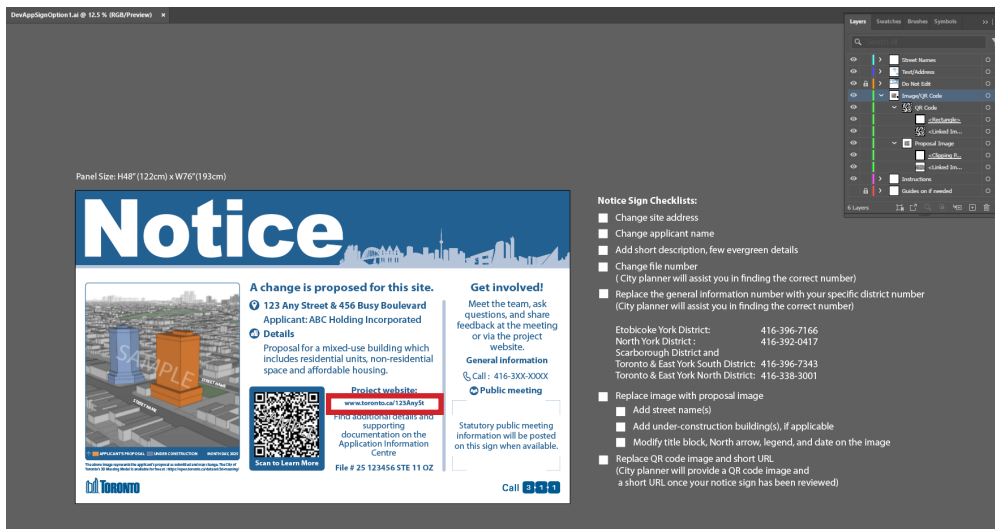 DevAppSignOption1.ai @ 12.5 % (RGB/Preview) ×
Layers Swatches Brushes Symbols
Street Names
Text/Address
Do Not Edit
Image/QR Code
QR Code
<Rectangle>
<Linked Im...
Proposal Image
<Clipping P...
<Linked Im...
Instructions
Guides on if needed
6 Layers
Panel Size: H48" (122cm) x W76"(193cm)
Notice
A change is proposed for this site.
123 Any Street & 456 Busy Boulevard
Applicant: ABC Holding Incorporated
Details
Proposal for a mixed-use building which
includes residential units, non-residential
space and affordable housing.
SAMPLE
STREET NAME
STREET NAME
APPLICANT'S PROPOSAL
UNDER CONSTRUCTION
MONTH DAY, 2025
Scan to Learn More
Project website:
www.toronto.ca/123AnySt
Find additional details and
supporting
documentation on the
Application Information
Centre
File # 25 123456 STE 11 OZ
Get involved!
Meet the team, ask
questions, and share
feedback at the meeting
or via the project
website.
General information
Call : 416-3XX-XXXX
Public meeting
Statutory public meeting
information will be posted
on this sign when available.
TORONTO
Call 3 1 1
Notice Sign Checklists:
Change site address
Change applicant name
Add short description, few evergreen details
Change file number
( City planner will assist you in finding the correct number)
Replace the general information number with your specific district number
(City planner will assist you in finding the correct number)
Etobicoke York District: 416-396-7166
North York District : 416-392-0417
Scarborough District and
Toronto & East York South District: 416-396-7343
Toronto & East York North District: 416-338-3001
Replace image with proposal image
Add street name(s)
Add under-construction building(s), if applicable
Modify title block, North arrow, legend, and date on the image
Replace QR code image and short URL
(City planner will provide a QR code image and
a short URL once your notice sign has been reviewed)